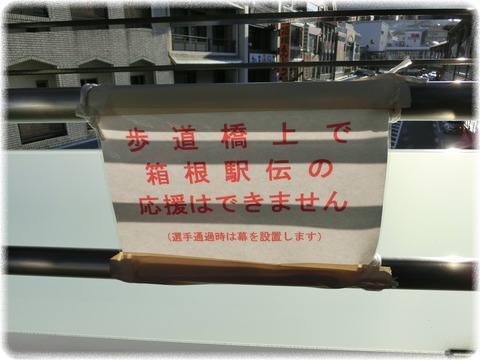 歩道橋上で
箱根駅伝の
応援はできません
(選手通過時は幕を設置します)